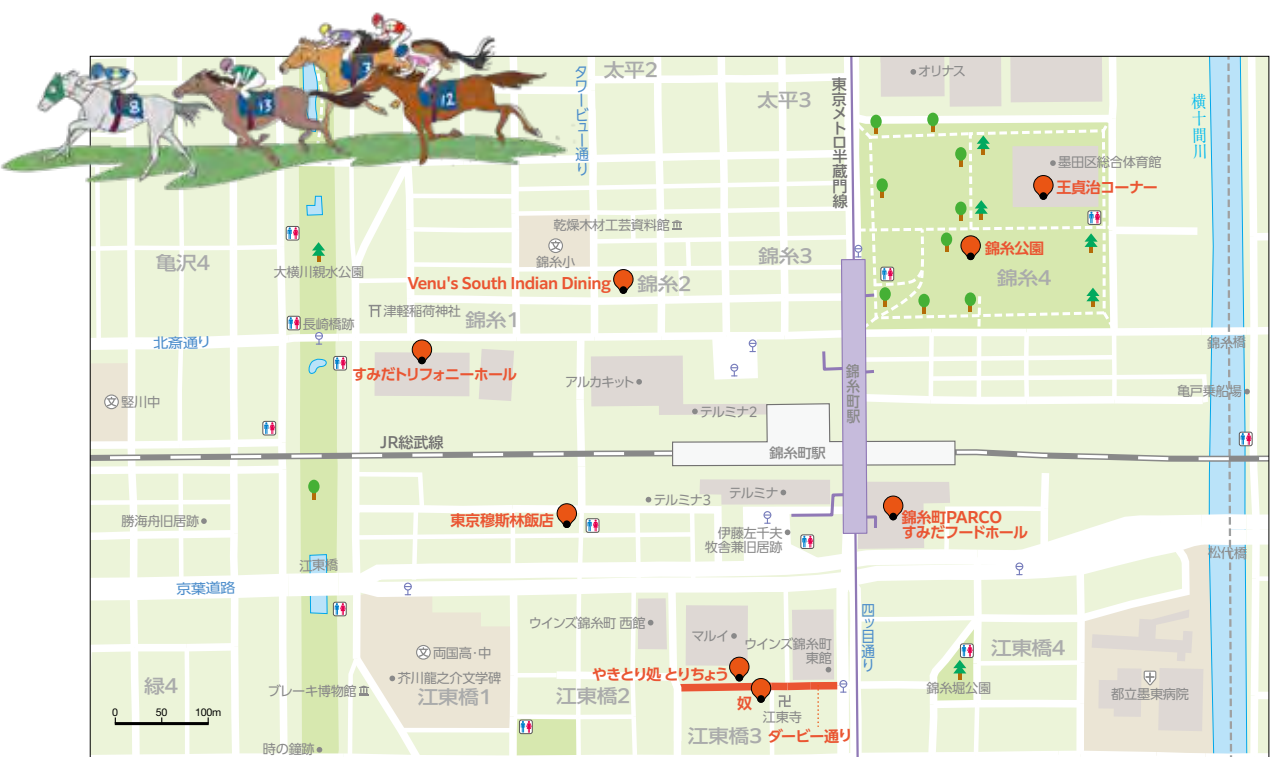 3
8
13
12
タワービュー通り
太平2
太平3
東京メトロ半蔵門線
オリナス
横十間川
墨田区総合体育館
王貞治コーナー
乾燥木材工芸資料館
文
錦糸小
錦糸3
錦糸公園
錦糸4
亀沢4
大横川親水公園
Venu's South Indian Dining
錦糸2
津軽稲荷神社
錦糸1
長崎橋跡
北斎通り
錦糸橋
すみだトリフォニーホール
アルカキット
錦糸町駅
亀戸乗船場
文
竪川中
テルミナ2
JR総武線
錦糸町駅
テルミナ
テルミナ3
勝海舟旧居跡
東京穆斯林飯店
錦糸町PARCO
すみだフードホール
伊藤左千夫
牧舎兼旧居跡
松代橋
江東橋
京葉道路
四ツ目通り
ウインズ錦糸町 西館
マルイ
ウインズ錦糸町
東館
江東橋4
文
両国高・中
やきとり処 とりちょう
芥川龍之介文学碑
緑4
ブレーキ博物館
江東橋1
江東橋2
奴
卍
江東寺
錦糸堀公園
都立墨東病院
0 50 100m
江東橋3
ダービー通り
時の鐘跡